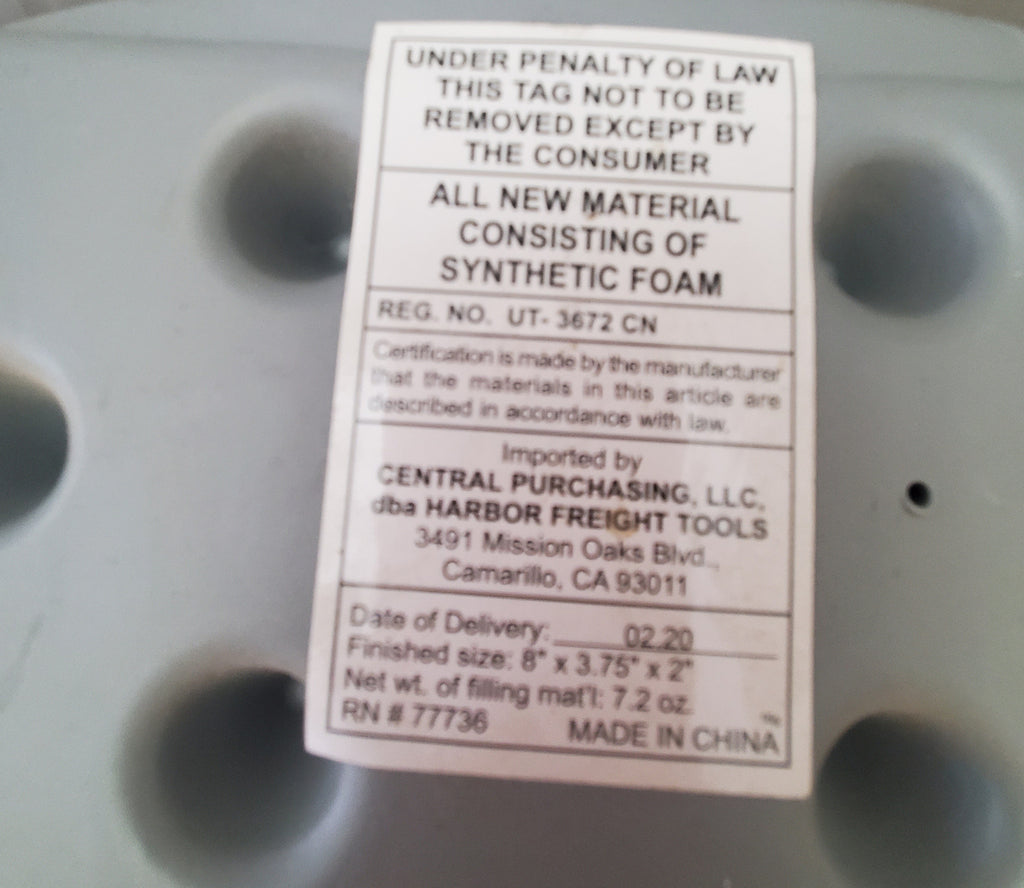 UNDER PENALTY OF LAW
THIS TAG NOT TO BE
REMOVED EXCEPT BY
THE CONSUMER
ALL NEW MATERIAL
CONSISTING OF
SYNTHETIC FOAM
REG. NO. UT- 3672 CN
Certification is made by the manufacturer
that the materials in this article are
described in accordance with law.
Imported by
CENTRAL PURCHASING, LLC,
dba HARBOR FREIGHT TOOLS
3491 Mission Oaks Blvd.,
Camarillo, CA 93011
Date of Delivery: 02.20
Finished size: 8" x 3.75" x 2"
Net wt. of filling mat'l: 7.2 oz.
RN # 77736 MADE IN CHINA